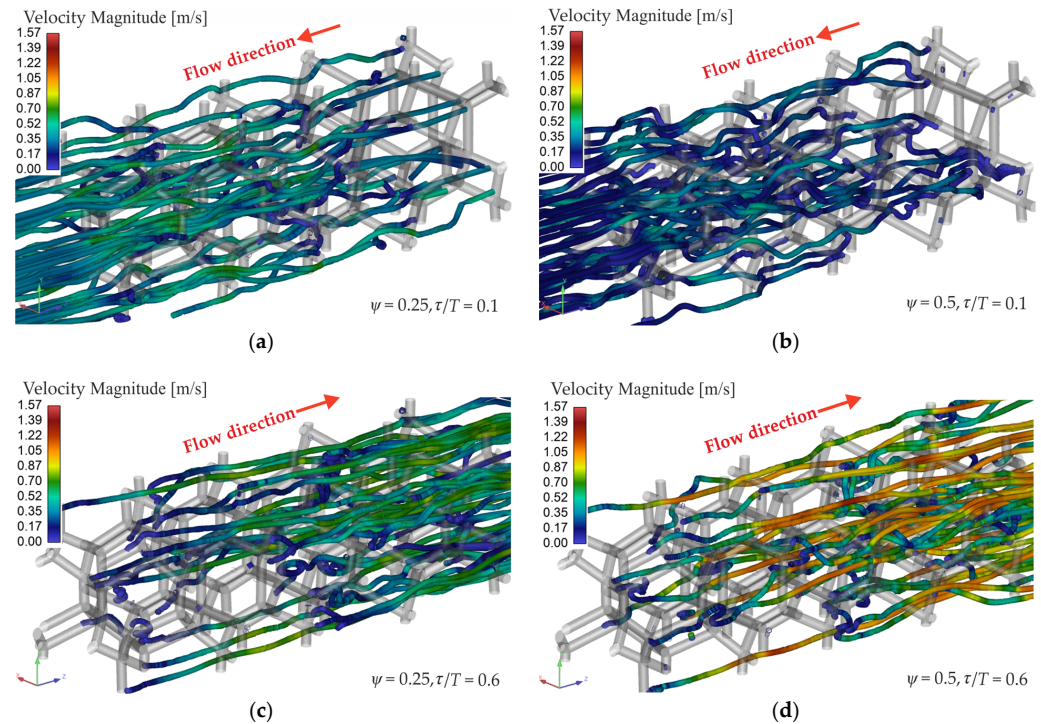 Velocity Magnitude [m/s]
1.57
1.39
1.22
1.05
0.87
0.70
0.52
0.35
0.17
0.00
Flow direction
ψ = 0.25, τ/T = 0.1
(a)
Velocity Magnitude [m/s]
1.57
1.39
1.22
1.05
0.87
0.70
0.52
0.35
0.17
0.00
Flow direction
ψ = 0.5, τ/T = 0.1
(b)
Velocity Magnitude [m/s]
1.57
1.39
1.22
1.05
0.87
0.70
0.52
0.35
0.17
0.00
Flow direction
z
ψ = 0.25, τ/T = 0.6
(c)
Velocity Magnitude [m/s]
1.57
1.39
1.22
1.05
0.87
0.70
0.52
0.35
0.17
0.00
Flow direction
z
ψ = 0.5, τ/T = 0.6
(d)